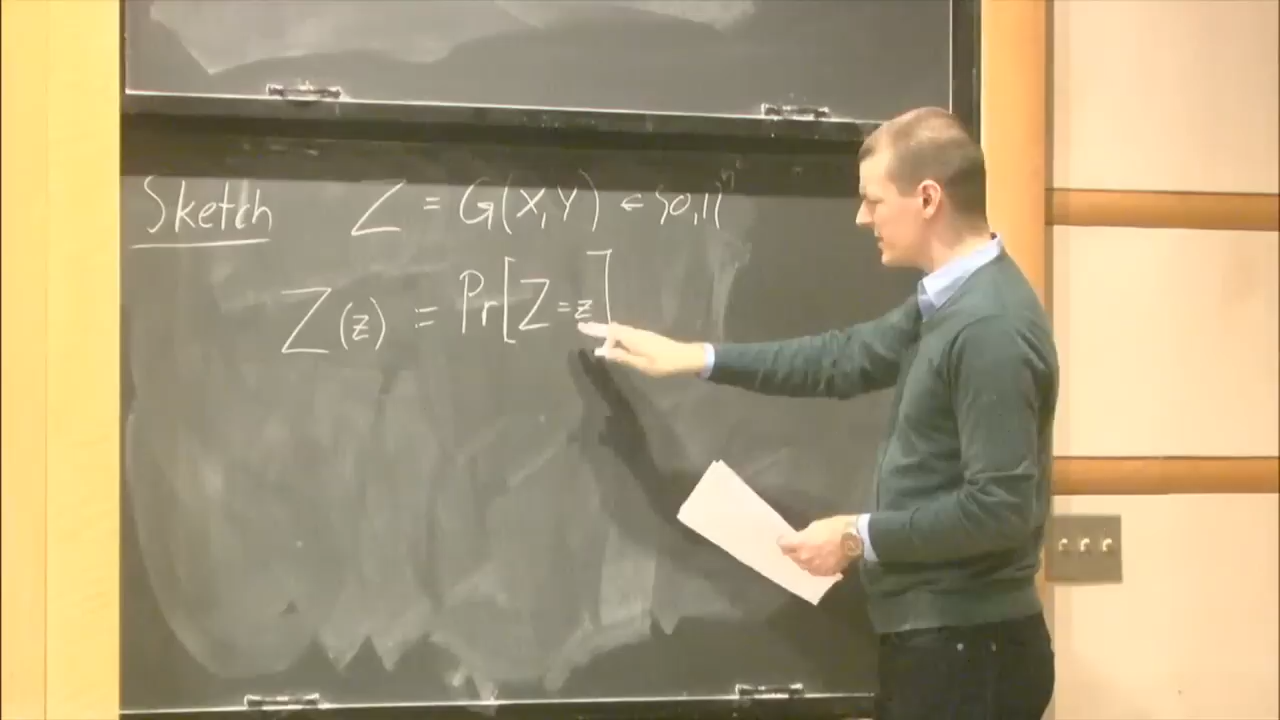 Sketch Z = G(X,Y) ∈ {0,1}^n
Z(z) = Pr[Z=z]